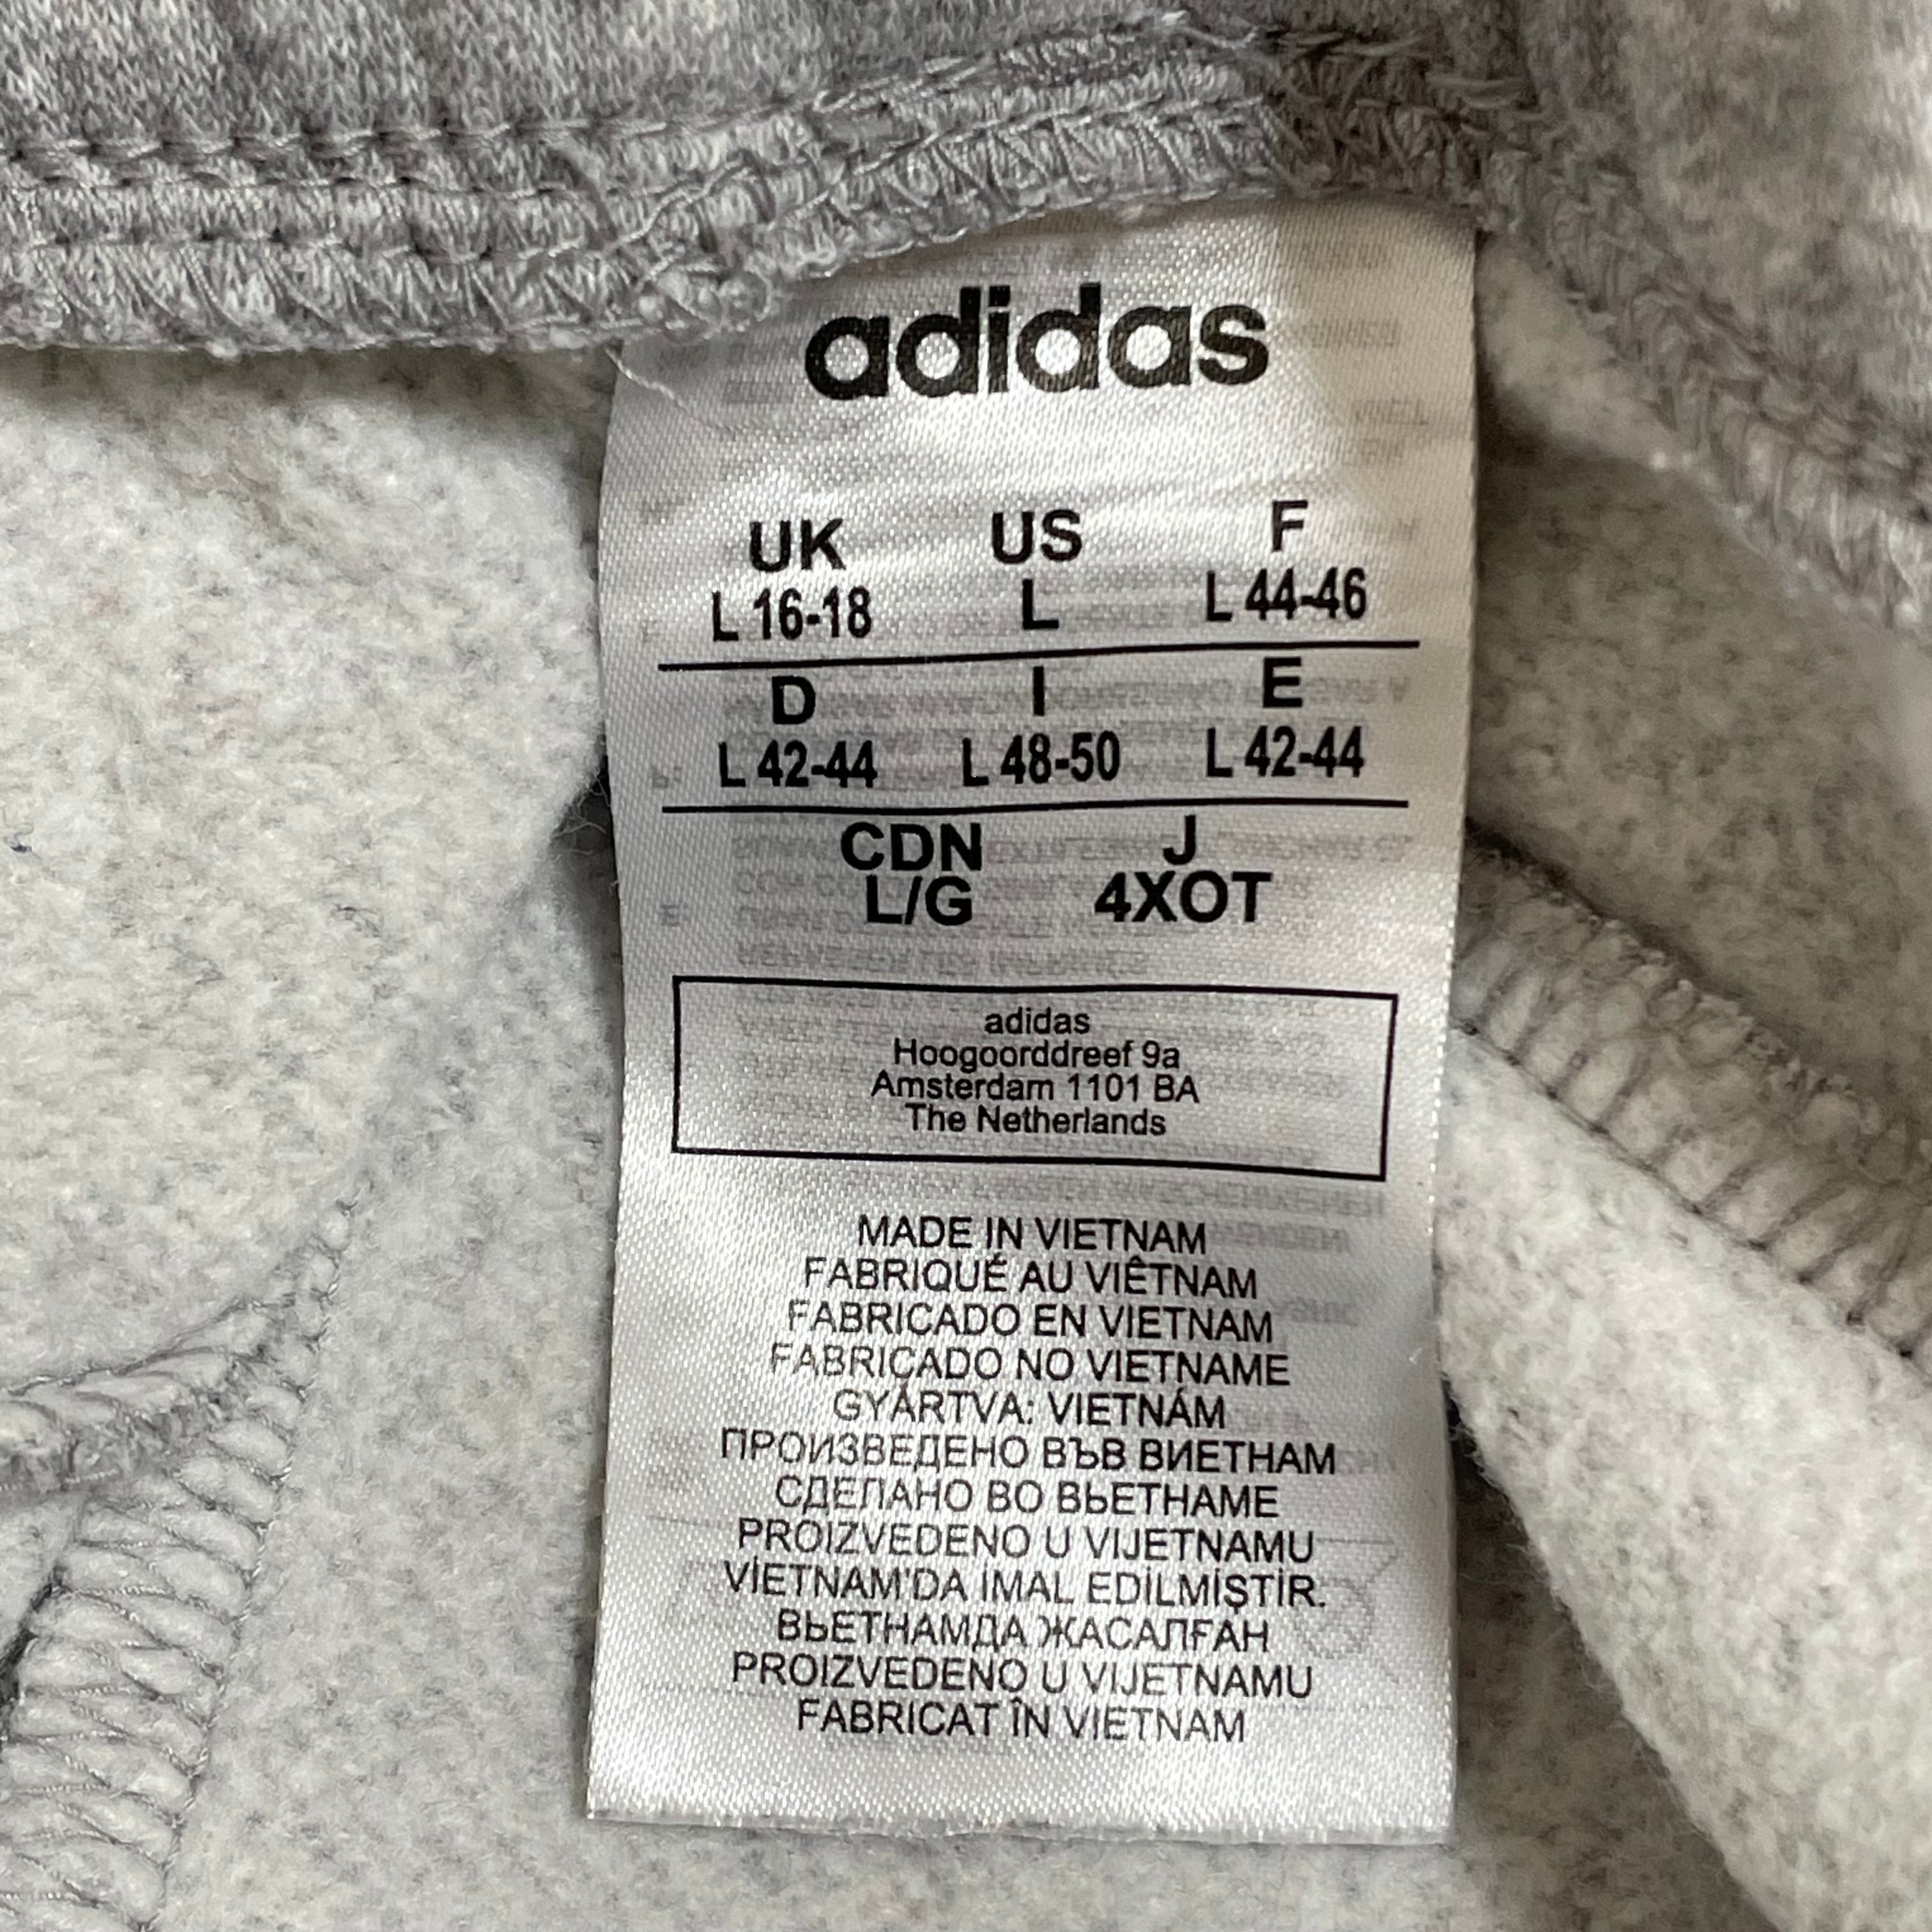 adidas
UK US F
L 16-18 L L 44-46
D I E
L 42-44 L 48-50 L 42-44
CDN J
L/G 4XOT
adidas
Hoogoorddreef 9a
Amsterdam 1101 BA
The Netherlands
MADE IN VIETNAM
FABRIQUÉ AU VIÊTNAM
FABRICADO EN VIETNAM
FABRICADO NO VIETNAME
GYÁRTVA: VIETNÁM
ПРОИЗВЕДЕНО ВЪВ ВИЕТНАМ
СДЕЛАНО ВО ВЬЕТНАМЕ
PROIZVEDENO U VIJETNAMU
VİETNAM'DA İMAL EDİLMİŞTİR.
ВЬЕТНАМДА ЖАСАЛҒАН
PROIZVEDENO U VIJETNAMU
FABRICAT ÎN VIETNAM